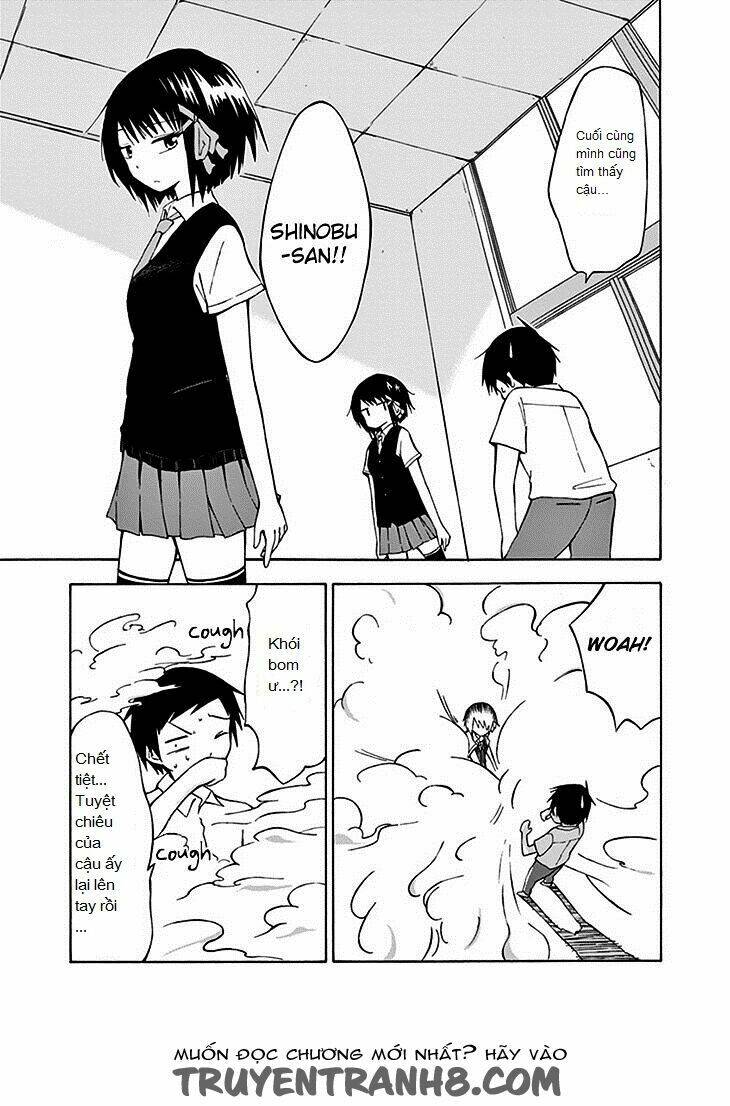 Cuối cùng
mình cũng
tìm thấy
cậu...
SHINOBU
-SAN!!
WOAH!
cough
Khói
bom
ư...?!
Chết
tiệt...
Tuyệt
chiêu
của
cậu ấy
lại lên
tay rồi
...
cough
MUỐN ĐỌC CHƯƠNG MỚI NHẤT? HÃY VÀO
TRUYENTRANH8.COM